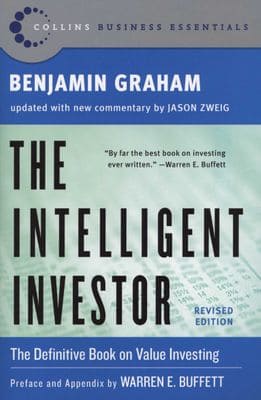 COLLINS BUSINESS ESSENTIALS
BENJAMIN GRAHAM
updated with new commentary by JASON ZWEIG
"By far the best book on investing
ever written." —Warren E. Buffett
THE
INTELLIGENT
INVESTOR
REVISED
EDITION
The Definitive Book on Value Investing
Preface and Appendix by WARREN E. BUFFETT